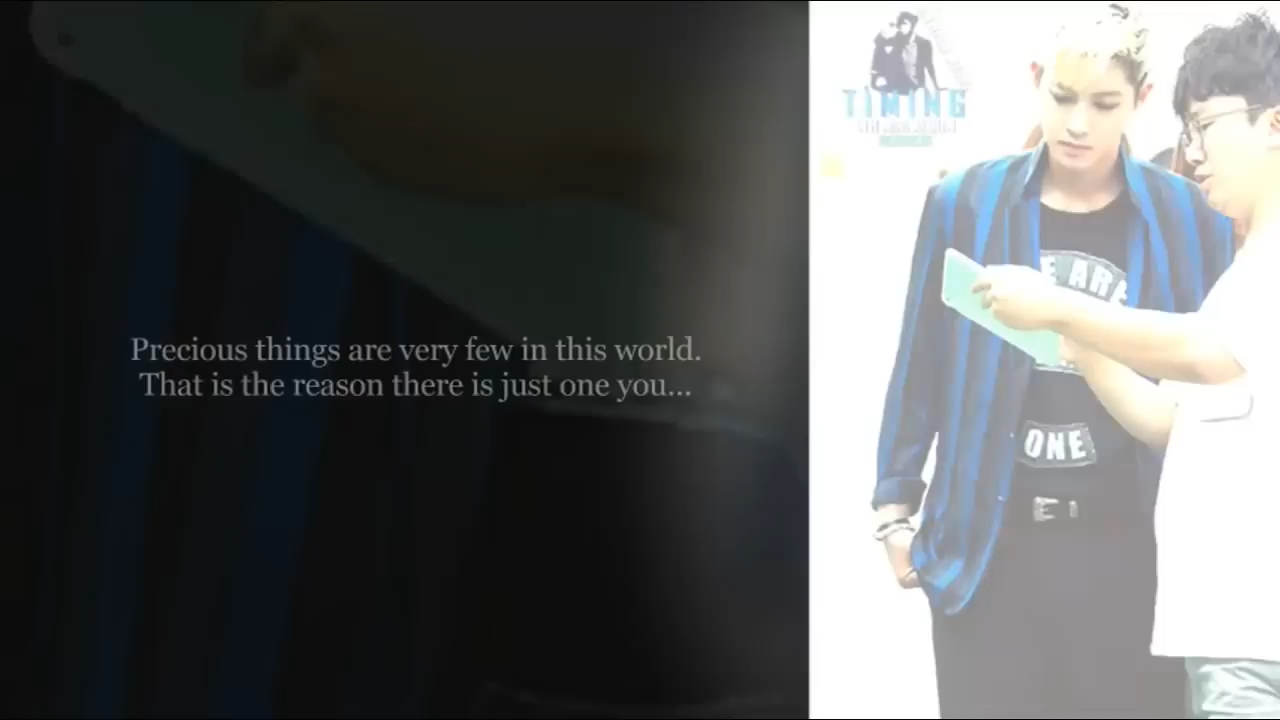 Precious things are very few in this world.
That is the reason there is just one you...
TIMING
E ARE
ONE